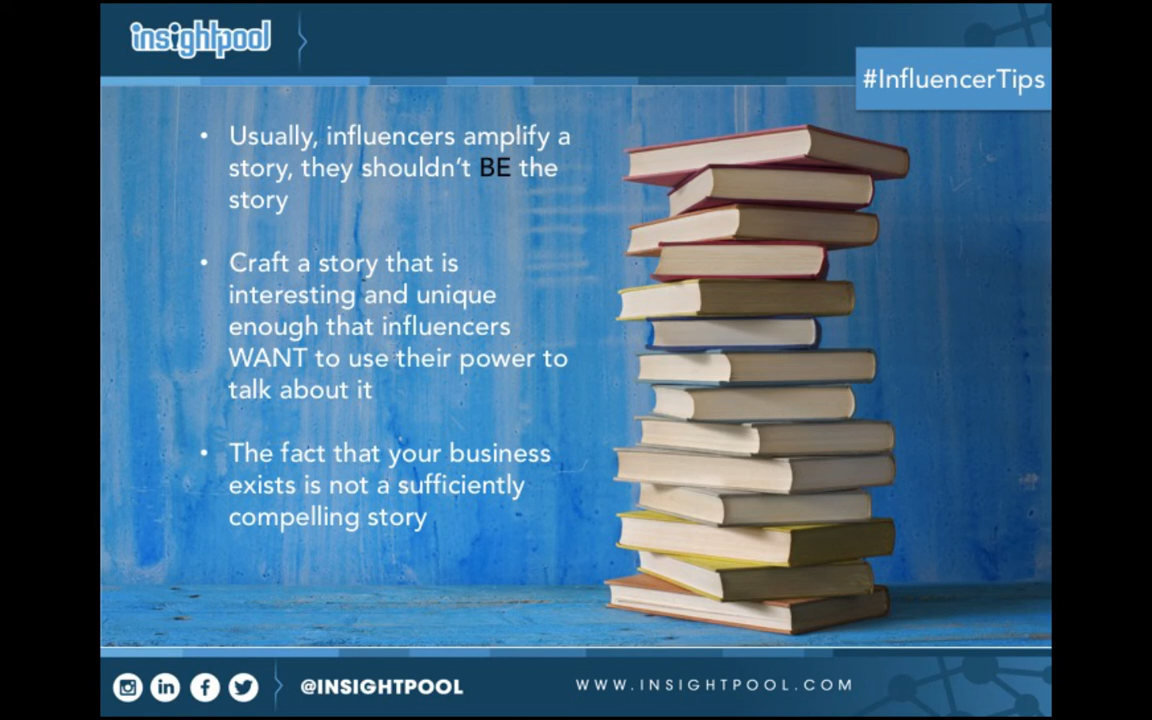 insightpool
#InfluencerTips
• Usually, influencers amplify a
story, they shouldn't BE the
story
• Craft a story that is
interesting and unique
enough that influencers
WANT to use their power to
talk about it
• The fact that your business
exists is not a sufficiently
compelling story
@INSIGHTPOOL
WWW.INSIGHTPOOL.COM